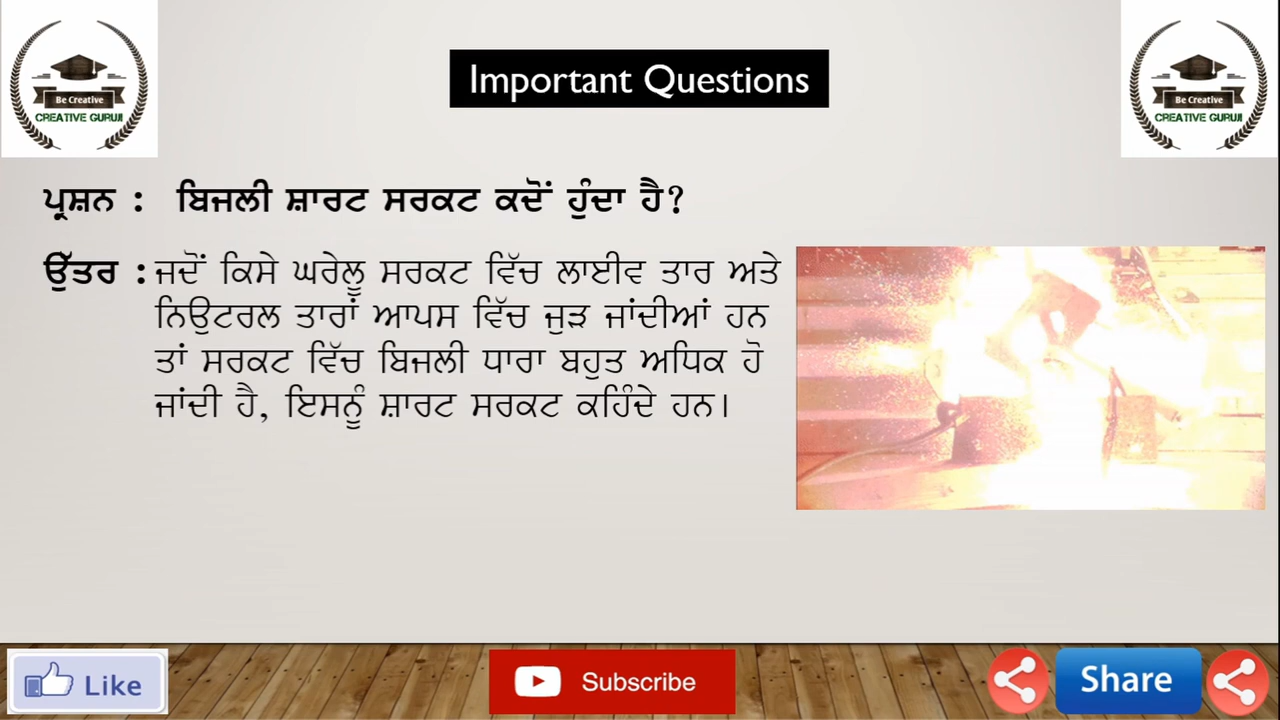 Be Creative
CREATIVE GURUJI
Important Questions
Be Creative
CREATIVE GURUJI
ਪ੍ਰਸ਼ਨ : ਬਿਜਲੀ ਸ਼ਾਰਟ ਸਰਕਟ ਕਦੋਂ ਹੁੰਦਾ ਹੈ?
ਉੱਤਰ : ਜਦੋਂ ਕਿਸੇ ਘਰੇਲੂ ਸਰਕਟ ਵਿੱਚ ਲਾਈਵ ਤਾਰ ਅਤੇ
ਨਿਊਟਰਲ ਤਾਰਾਂ ਆਪਸ ਵਿੱਚ ਜੁੜ ਜਾਂਦੀਆਂ ਹਨ
ਤਾਂ ਸਰਕਟ ਵਿੱਚ ਬਿਜਲੀ ਧਾਰਾ ਬਹੁਤ ਅਧਿਕ ਹੋ
ਜਾਂਦੀ ਹੈ, ਇਸਨੂੰ ਸ਼ਾਰਟ ਸਰਕਟ ਕਹਿੰਦੇ ਹਨ।
Like
Subscribe
Share